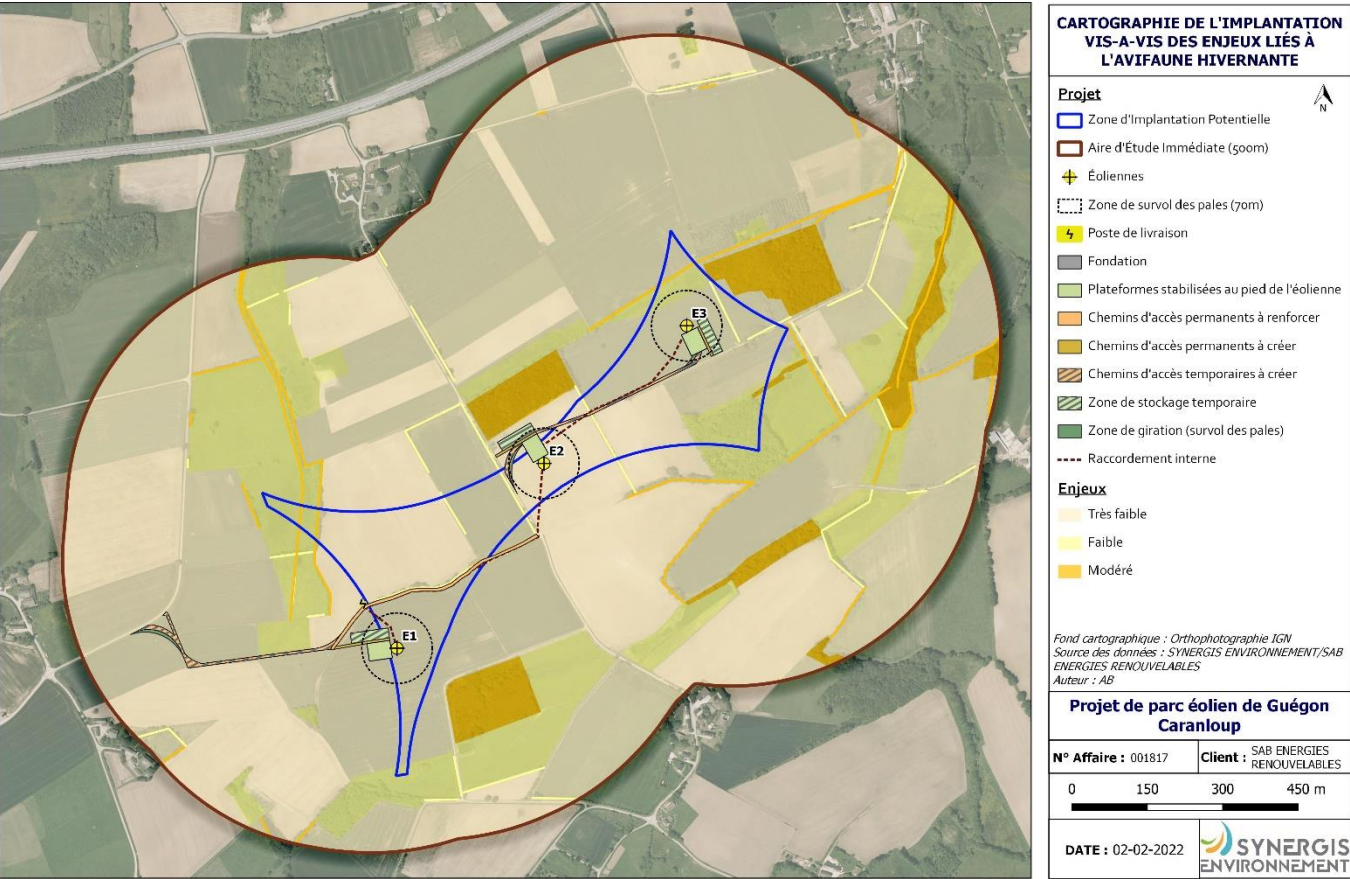 CARTOGRAPHIE DE L'IMPLANTATION
VIS-A-VIS DES ENJEUX LIÉS À
L'AVIFAUNE HIVERNANTE
Projet
N
Zone d'Implantation Potentielle
Aire d'Étude Immédiate (500m)
Éoliennes
Zone de survol des pales (70m)
Poste de livraison
Fondation
Plateformes stabilisées au pied de l'éolienne
Chemins d'accès permanents à renforcer
Chemins d'accès permanents à créer
Chemins d'accès temporaires à créer
Zone de stockage temporaire
Zone de giration (survol des pales)
Raccordement interne
Enjeux
Très faible
Faible
Modéré
Fond cartographique : Orthophotographie IGN
Source des données : SYNERGIS ENVIRONNEMENT/SAB
ENERGIES RENOUVELABLES
Auteur : AB
Projet de parc éolien de Guégon
Caranloup
N° Affaire : 001817
Client : SAB ENERGIES
RENOUVELABLES
0 150 300 450 m
DATE : 02-02-2022
SYNERGIS
ENVIRONNEMENT
E3
E2
E1